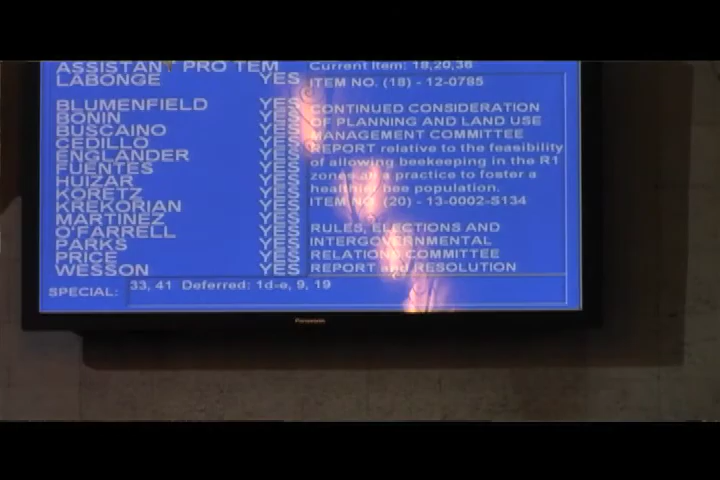 ASSISTANT PRO TEM
LABONGE YES
BLUMENFIELD YES
BONIN YES
BUSCAINO YES
CEDILLO YES
ENGLANDER YES
FUENTES YES
HUIZAR YES
KORETZ YES
KREKORIAN YES
MARTINEZ YES
O'FARRELL YES
PARKS YES
PRICE YES
WESSON YES
Current Item: 18,20,36
ITEM NO. (18) - 12-0785
CONTINUED CONSIDERATION
OF PLANNING AND LAND USE
MANAGEMENT COMMITTEE
REPORT relative to the feasibility
of allowing beekeeping in the R1
zone as a practice to foster a
healthier bee population.
ITEM NO. (20) - 13-0002-S134
RULES, ELECTIONS AND
INTERGOVERNMENTAL
RELATIONS COMMITTEE
REPORT and RESOLUTION
SPECIAL: 33, 41 Deferred: 1d-e, 9, 19
Panasonic